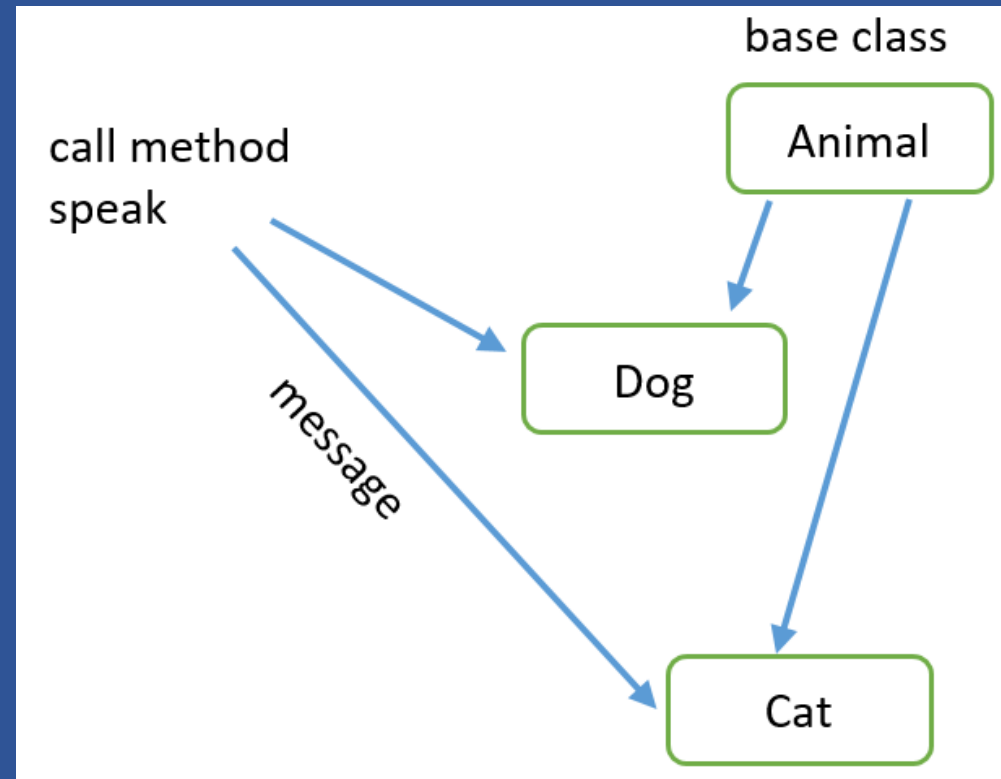 base class
Animal
call method
speak
Dog
message
Cat